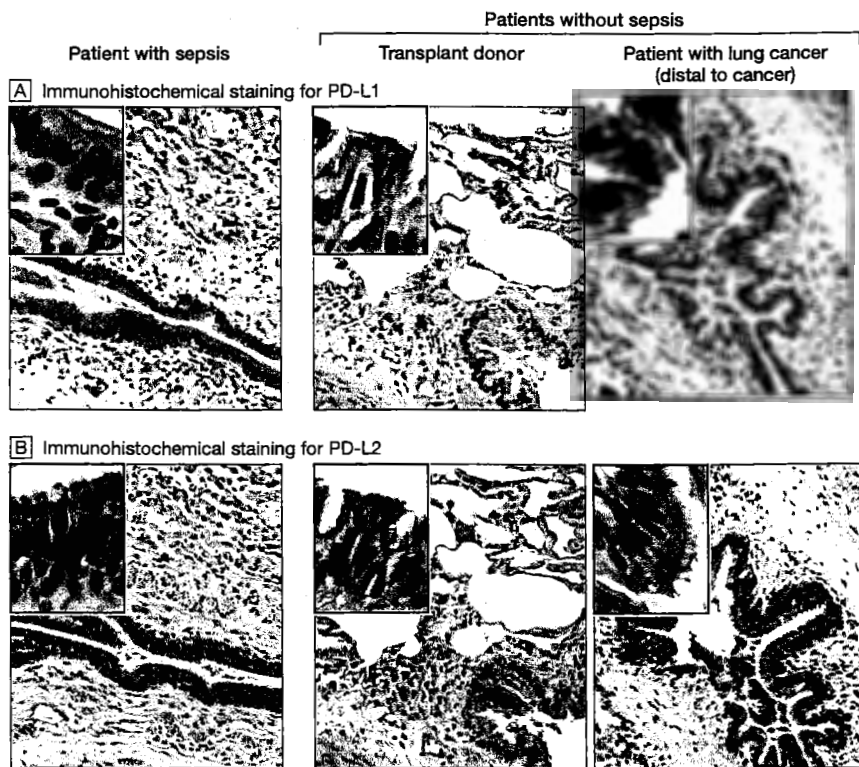 Patients without sepsis
Patient with sepsis
Transplant donor
Patient with lung cancer
(distal to cancer)
A Immunohistochemical staining for PD-L1
B Immunohistochemical staining for PD-L2